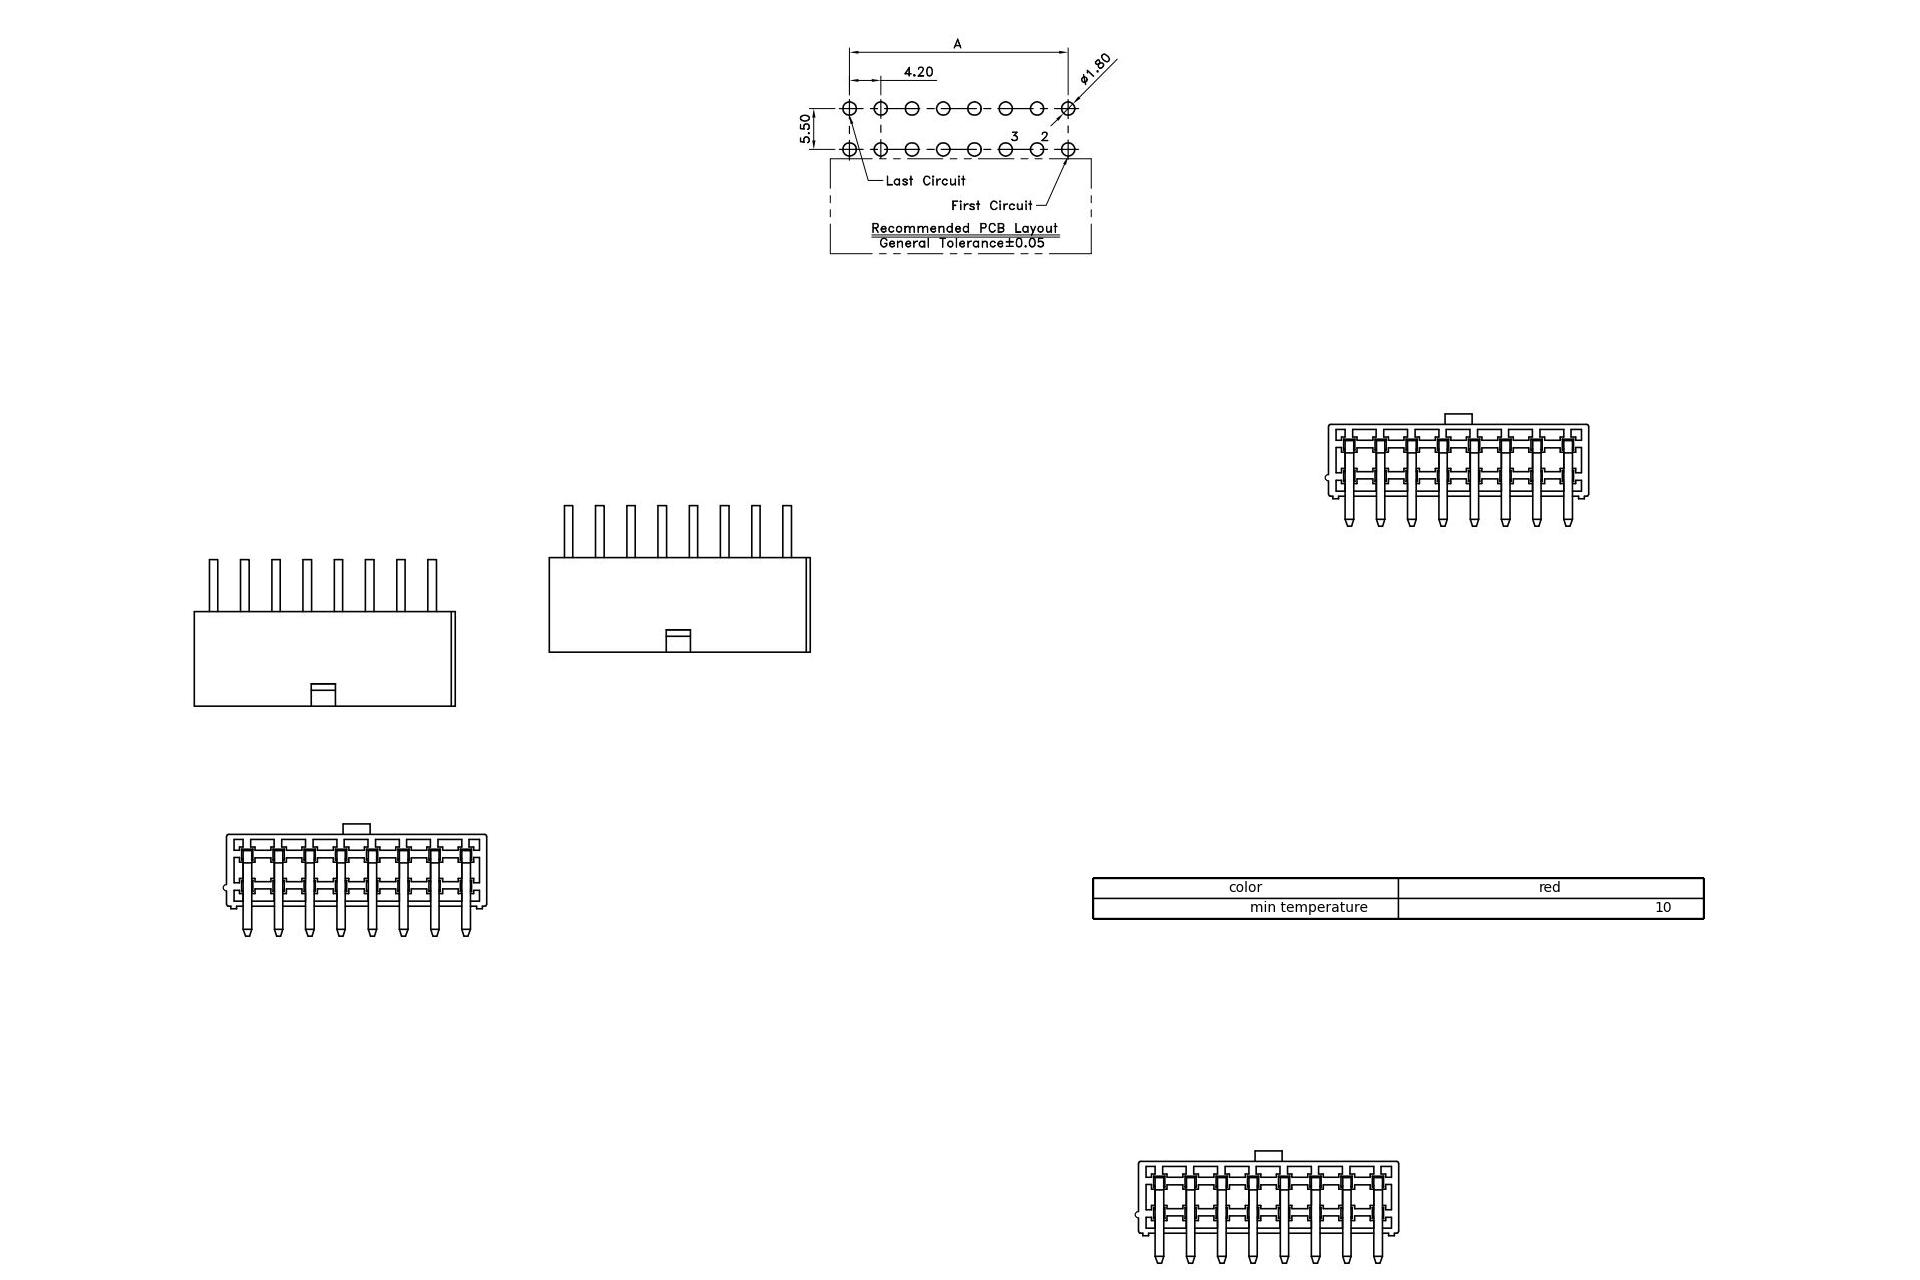 A
4.20
ø1.80
5.50
3 2
Last Circuit
First Circuit
Recommended PCB Layout
General Tolerance±0.05
color red
min temperature 10